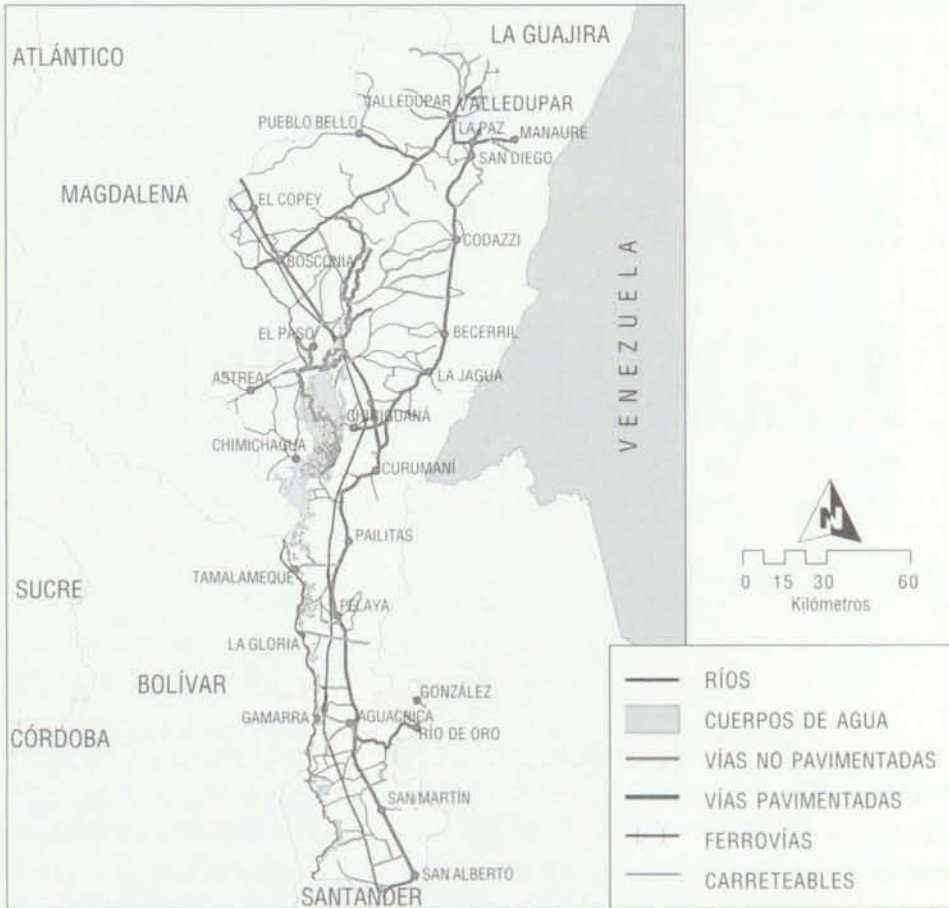 LA GUAJIRA
ATLÁNTICO
VALLEDUPAR
VALLEDUPAR
PUEBLO BELLO
LA PAZ
MANAURE
SAN DIEGO
MAGDALENA
EL COPEY
CODAZZI
BOSCONIA
VENEZUELA
EL PASO
BECERRIL
LA JAGUA
ASTREA
CHIRIGUANÁ
CHIMICHAGUA
CURUMANÍ
N
PAILITAS
0 15 30 60
Kilómetros
TAMALAMEQUE
SUCRE
PELAYA
LA GLORIA
BOLÍVAR
GONZÁLEZ
GAMARRA
AGUACHICA
RÍO DE ORO
CÓRDOBA
SAN MARTÍN
SAN ALBERTO
SANTANDER
RÍOS
CUERPOS DE AGUA
VÍAS NO PAVIMENTADAS
VÍAS PAVIMENTADAS
FERROVÍAS
CARRETEABLES